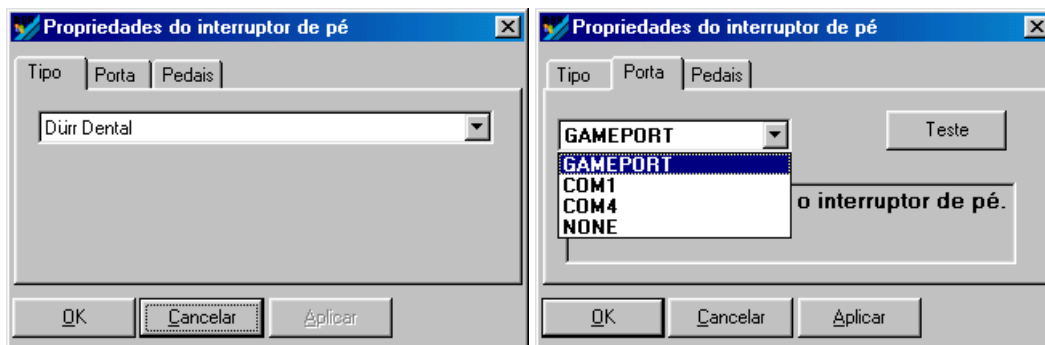 Propriedades do interruptor de pé
Tipo Porta Pedais
Dürr Dental
OK Cancelar Aplicar
Propriedades do interruptor de pé
Tipo Porta Pedais
GAMEPORT Teste
GAMEPORT
COM1
COM4 o interruptor de pé.
NONE
OK Cancelar Aplicar